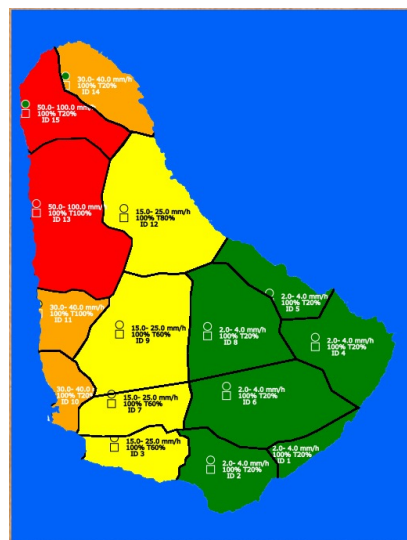 30.0- 40.0 mm/h
100% T20%
ID 14
50.0- 100.0 mm/h
100% T20%
ID 15
50.0- 100.0 mm/h
100% T100%
ID 13
15.0- 25.0 mm/h
100% T80%
ID 12
2.0- 4.0 mm/h
100% T20%
ID 5
30.0- 40.0 mm/h
100% T100%
ID 11
15.0- 25.0 mm/h
100% T60%
ID 9
2.0- 4.0 mm/h
100% T20%
ID 8
2.0- 4.0 mm/h
100% T20%
ID 4
30.0- 40.0
100% T20%
ID 10
15.0- 25.0 mm/h
100% T60%
ID 7
2.0- 4.0 mm/h
100% T20%
ID 6
15.0- 25.0 mm/h
100% T60%
ID 3
2.0- 4.0 mm/h
100% T20%
ID 2
2.0- 4.0 mm/h
100% T20%
ID 1